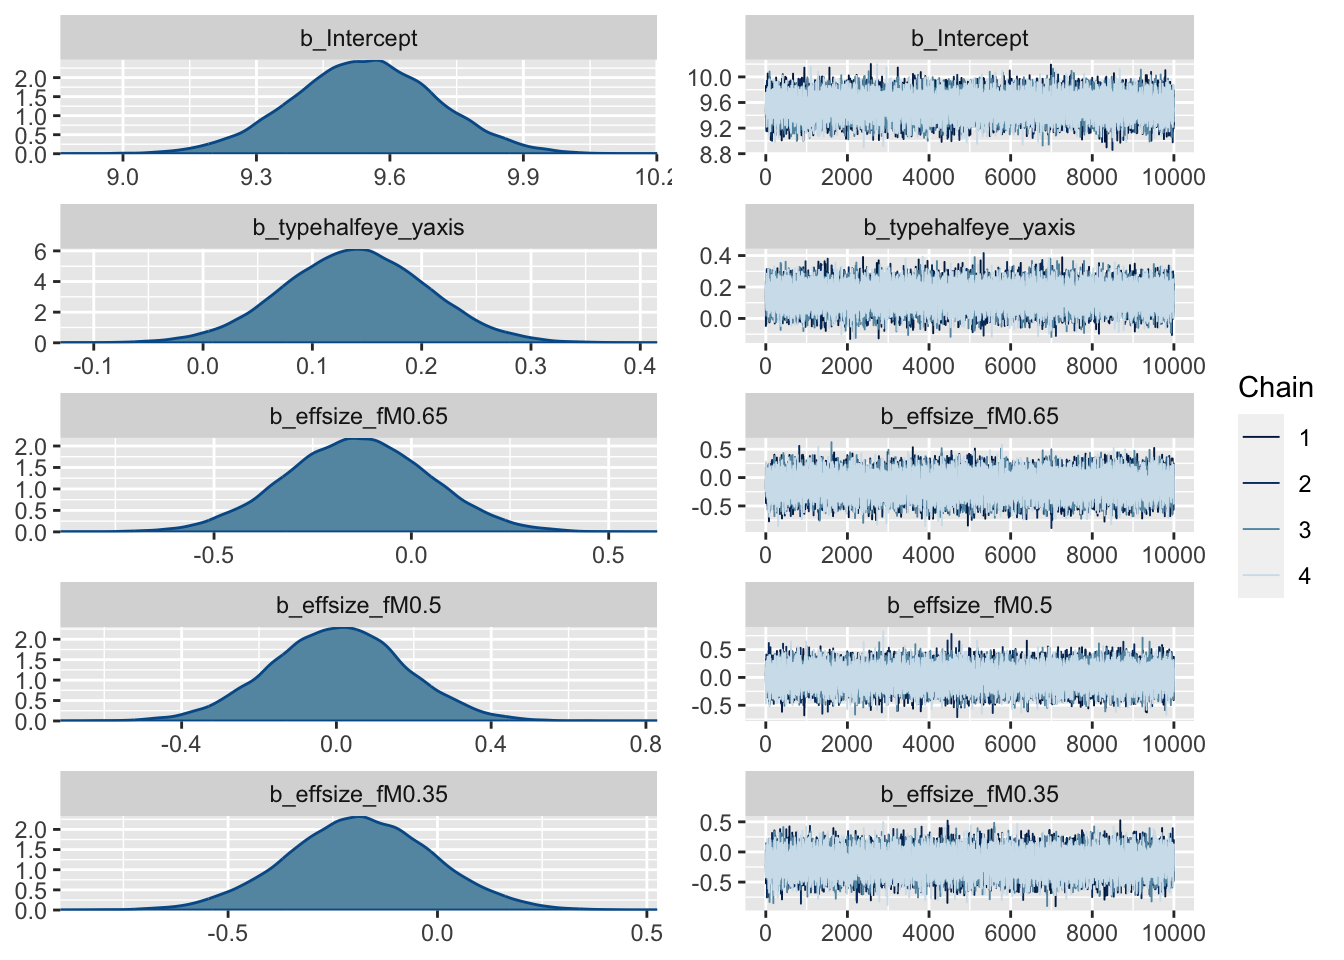 b_Intercept
2.0
1.5
1.0
0.5
0.0
9.0 9.3 9.6 9.9 10.2
b_Intercept
10.0
9.6
9.2
8.8
0 2000 4000 6000 8000 10000
b_typehalfeye_yaxis
6
4
2
0
-0.1 0.0 0.1 0.2 0.3 0.4
b_typehalfeye_yaxis
0.4
0.2
0.0
0 2000 4000 6000 8000 10000
b_effsize_fM0.65
2.0
1.5
1.0
0.5
0.0
-0.5 0.0 0.5
b_effsize_fM0.65
0.5
0.0
-0.5
0 2000 4000 6000 8000 10000
b_effsize_fM0.5
2.0
1.5
1.0
0.5
0.0
-0.4 0.0 0.4 0.8
b_effsize_fM0.5
0.5
0.0
-0.5
0 2000 4000 6000 8000 10000
b_effsize_fM0.35
2.0
1.5
1.0
0.5
0.0
-0.5 0.0 0.5
b_effsize_fM0.35
0.5
0.0
-0.5
0 2000 4000 6000 8000 10000
Chain
1
2
3
4